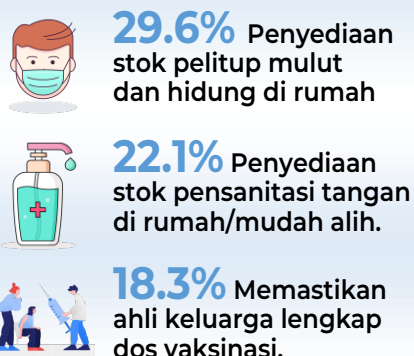 29.6% Penyediaan
stok pelitup mulut
dan hidung di rumah
22.1% Penyediaan
stok pensanitasi tangan
di rumah/mudah alih.
18.3% Memastikan
ahli keluarga lengkap
dos vaksinasi.